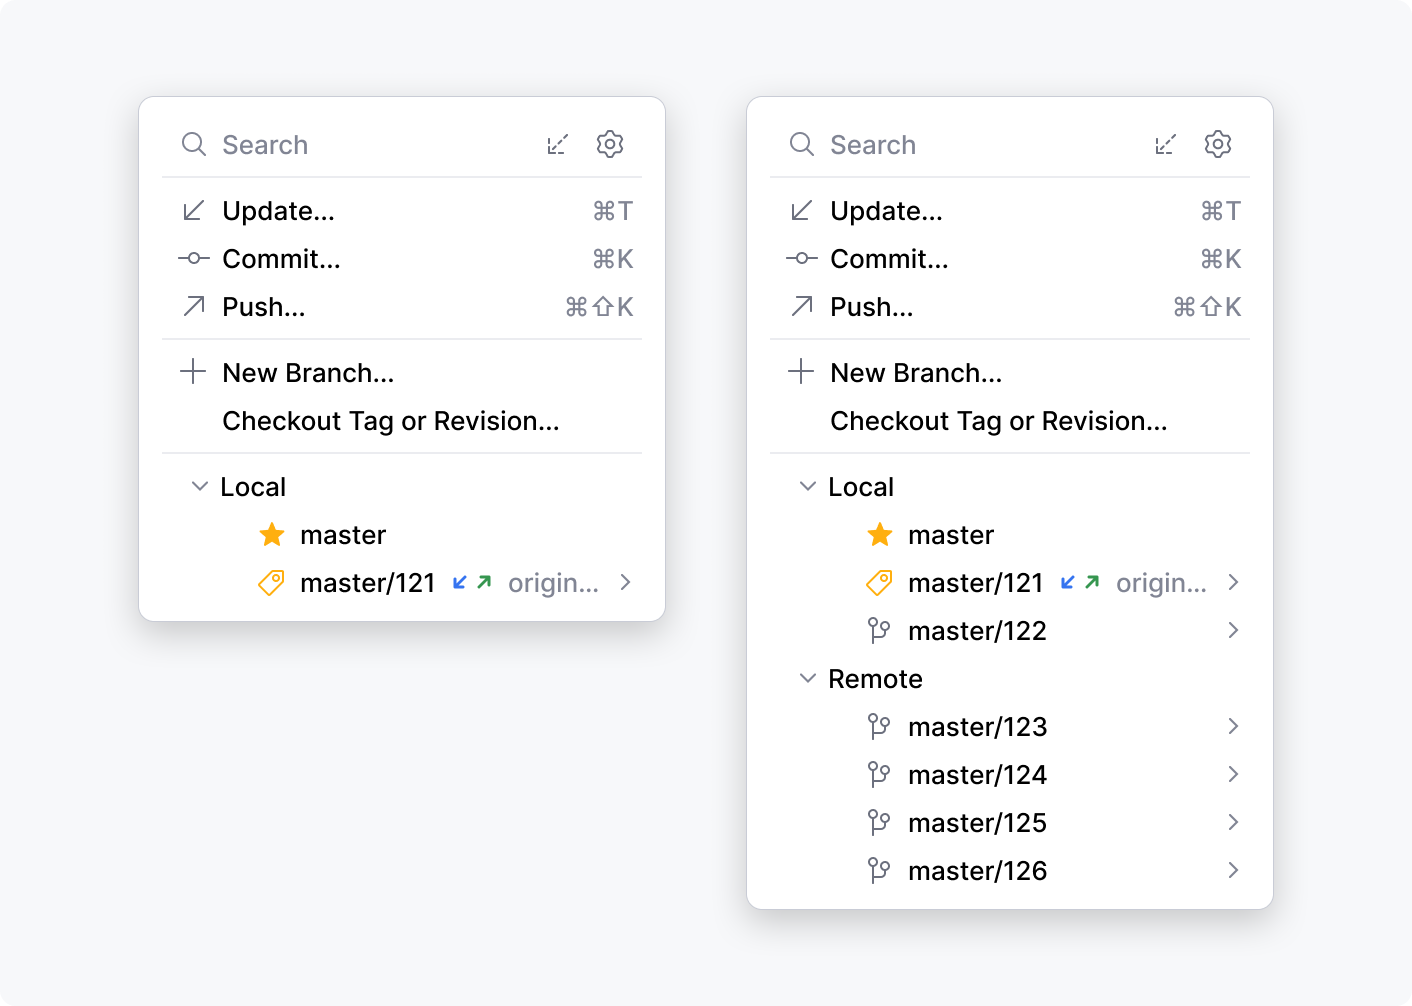 Search
Update... ⌘T
Commit... ⌘K
Push... ⌘⇧K
New Branch...
Checkout Tag or Revision...
Local
master
master/121 origin...
Search
Update... ⌘T
Commit... ⌘K
Push... ⌘⇧K
New Branch...
Checkout Tag or Revision...
Local
master
master/121 origin...
master/122
Remote
master/123
master/124
master/125
master/126